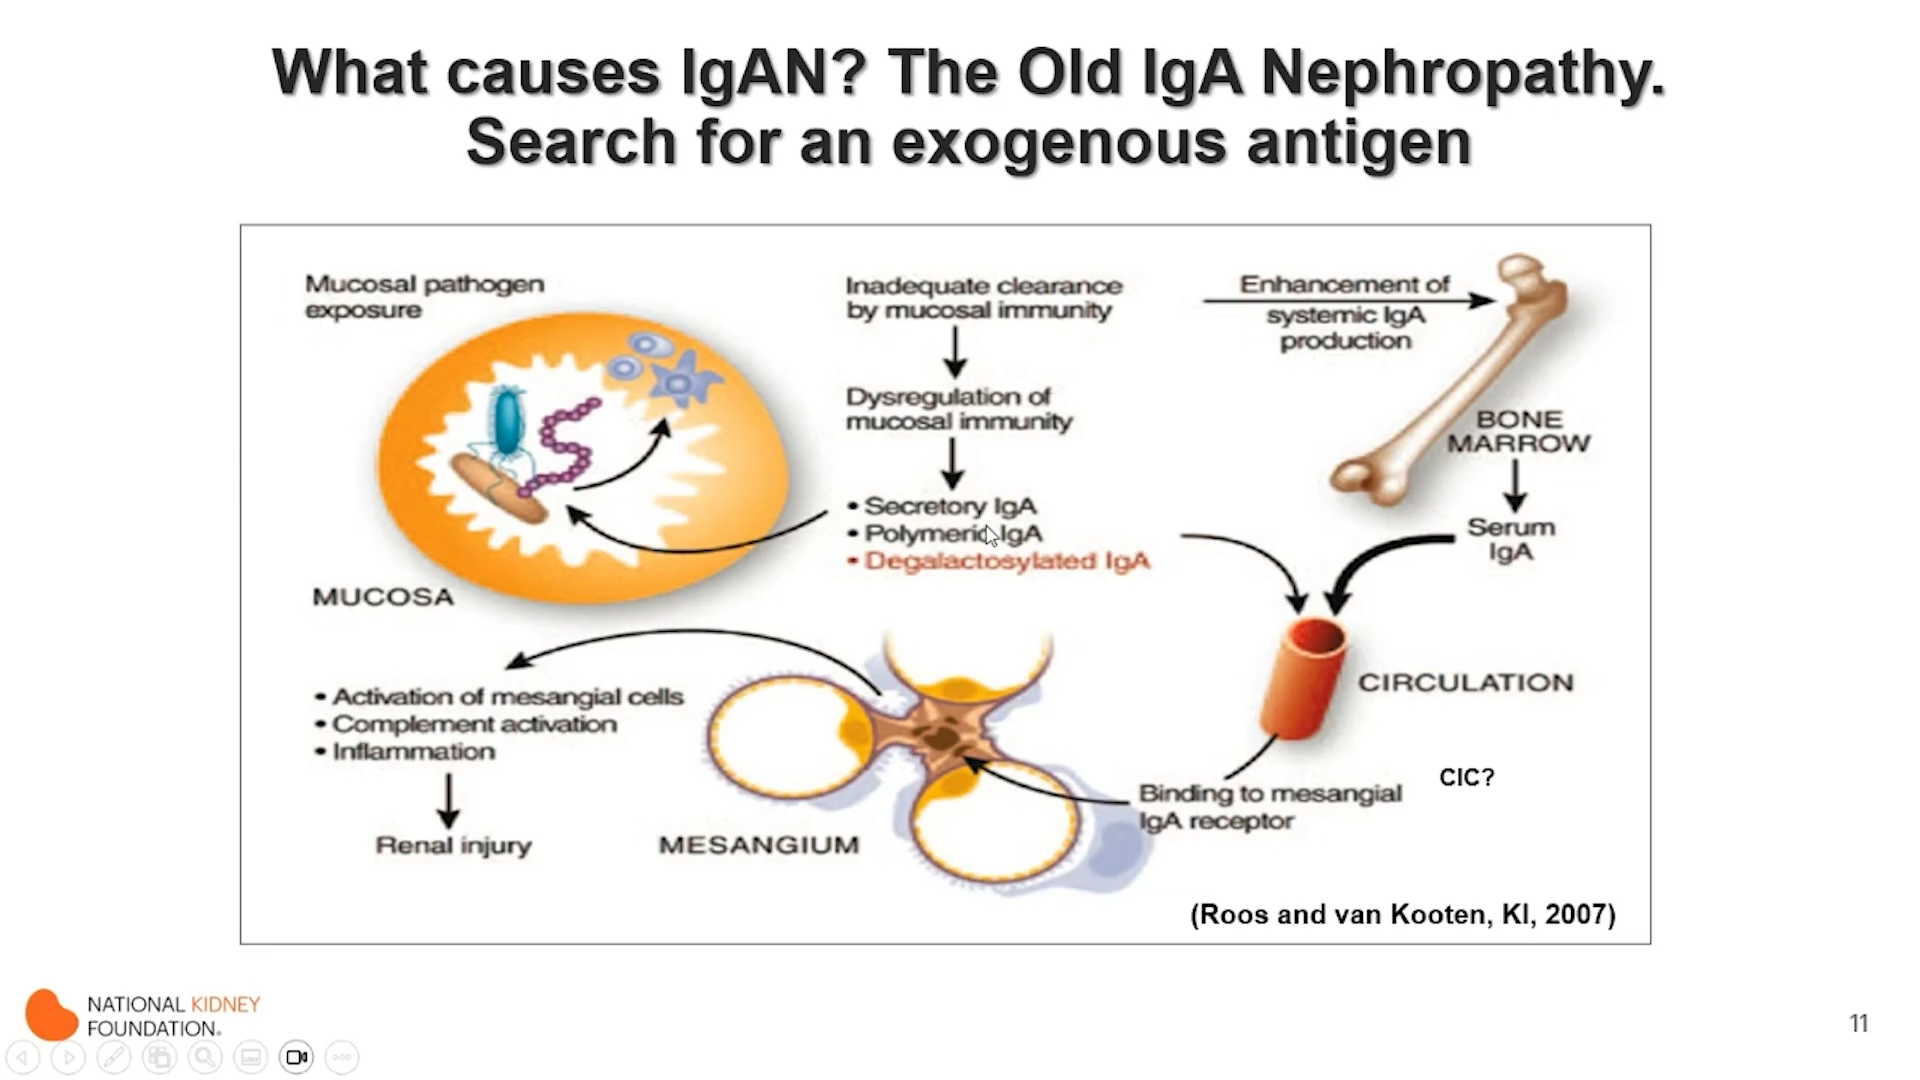 What causes IgAN? The Old IgA Nephropathy.
Search for an exogenous antigen
Mucosal pathogen
exposure
MUCOSA
Inadequate clearance
by mucosal immunity
Dysregulation of
mucosal immunity
• Secretory IgA
• Polymeric IgA
• Degalactosylated IgA
Enhancement of
systemic IgA
production
BONE
MARROW
Serum
IgA
CIRCULATION
CIC?
Binding to mesangial
IgA receptor
MESANGIUM
• Activation of mesangial cells
• Complement activation
• Inflammation
Renal injury
(Roos and van Kooten, KI, 2007)
NATIONAL KIDNEY
FOUNDATION.
11